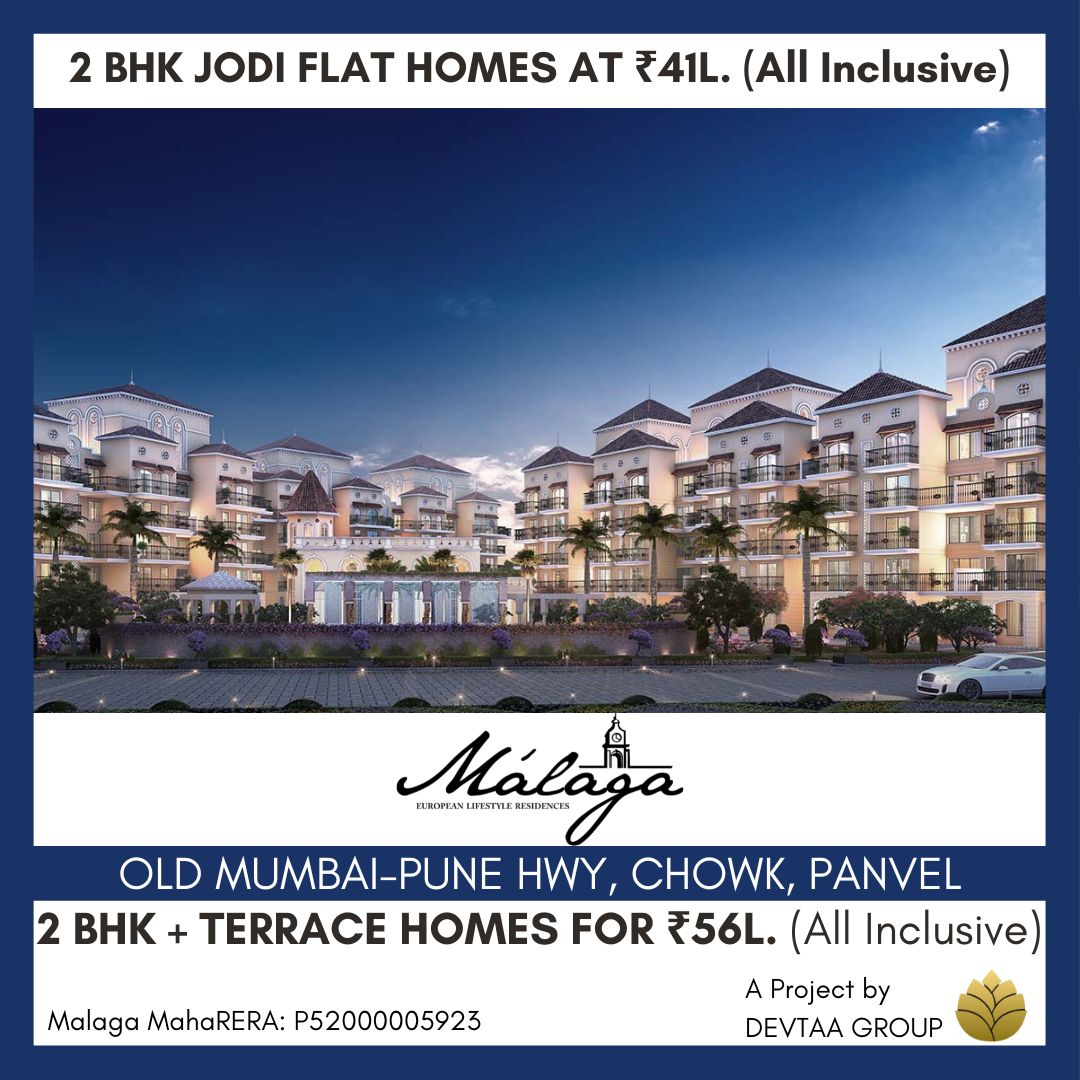 2 BHK JODI FLAT HOMES AT ₹41L. (All Inclusive)
Málaga
EUROPEAN LIFESTYLE RESIDENCES
OLD MUMBAI-PUNE HWY, CHOWK, PANVEL
2 BHK + TERRACE HOMES FOR ₹56L. (All Inclusive)
A Project by
DEVTAA GROUP
Malaga MahaRERA: P52000005923